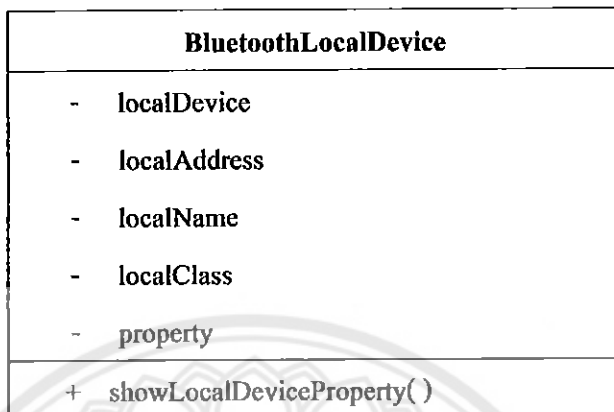 BluetoothLocalDevice
- localDevice
- localAddress
- localName
- localClass
- property
+ showLocalDeviceProperty( )